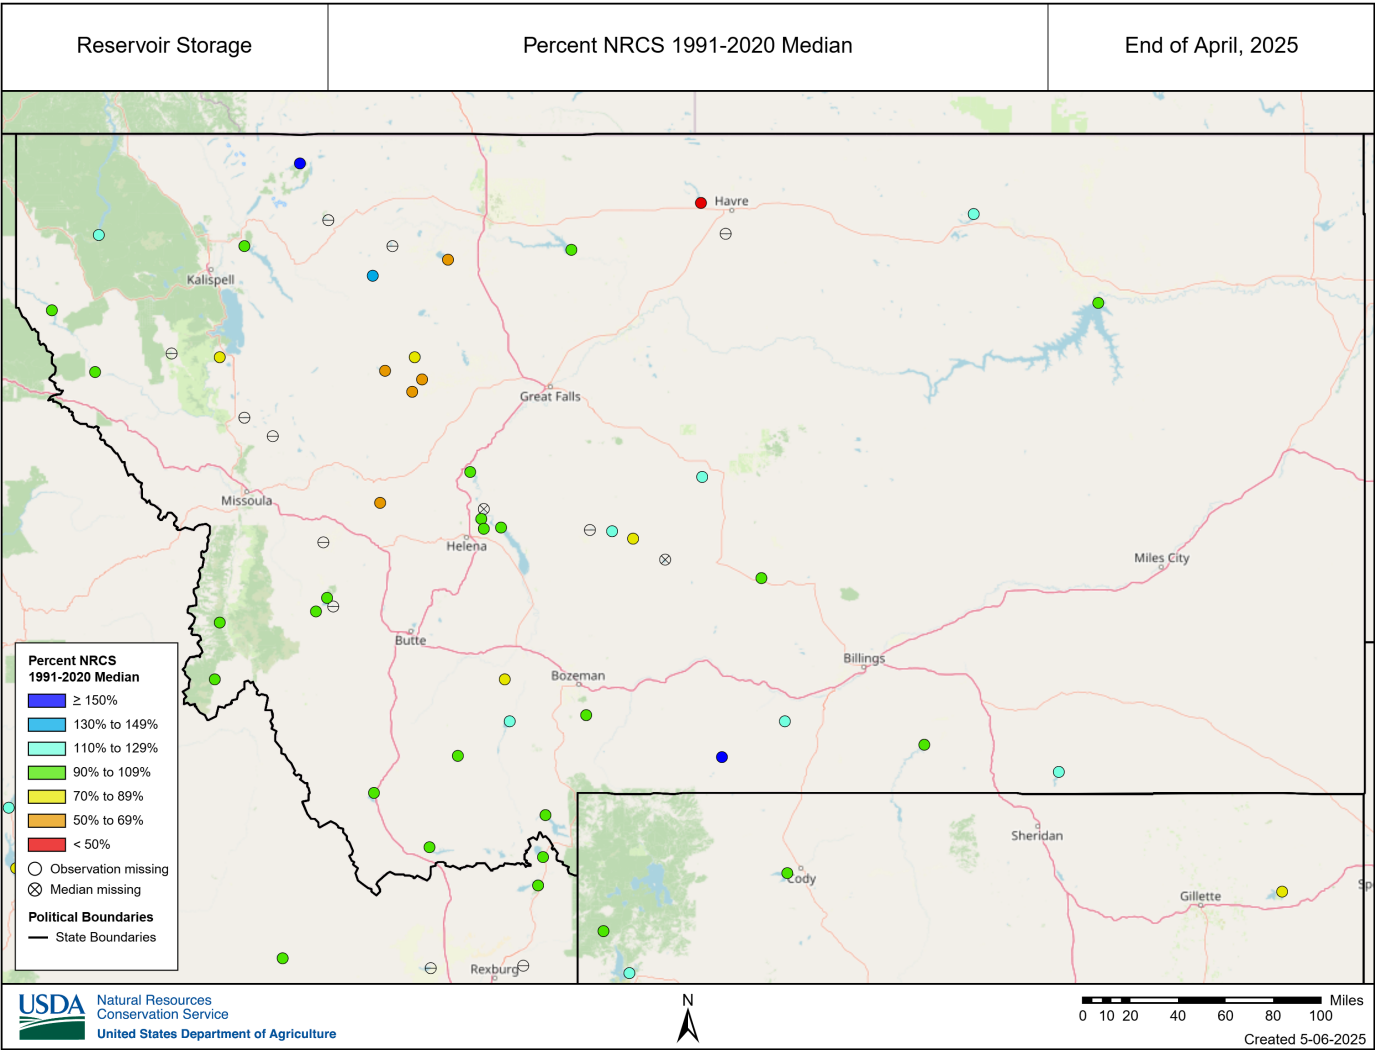 Reservoir Storage
Percent NRCS 1991-2020 Median
End of April, 2025
Havre
Kalispell
Great Falls
Missoula
Helena
Miles City
Butte
Billings
Bozeman
Sheridan
Cody
Gillette
Sp
Rexburg
Percent NRCS
1991-2020 Median
≥ 150%
130% to 149%
110% to 129%
90% to 109%
70% to 89%
50% to 69%
< 50%
Observation missing
Median missing
Political Boundaries
State Boundaries
USDA
Natural Resources
Conservation Service
United States Department of Agriculture
N
Miles
0 10 20 40 60 80 100
Created 5-06-2025